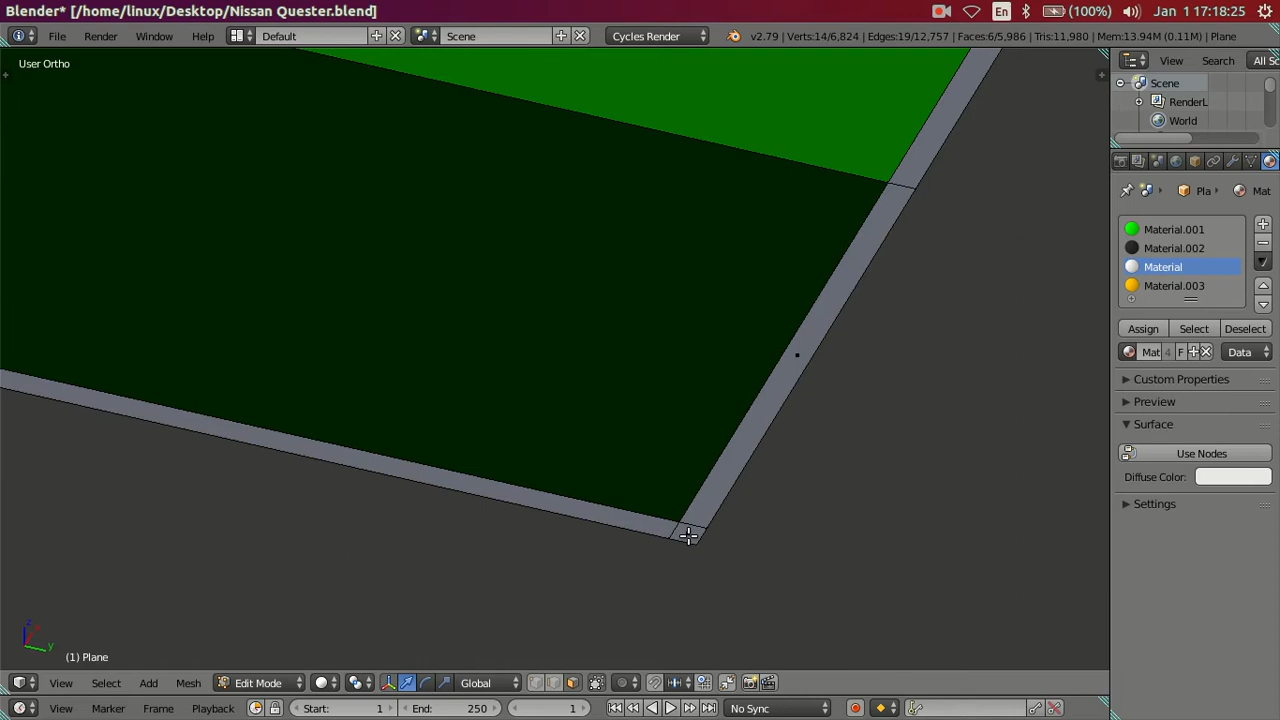 Blender* [/home/linux/Desktop/Nissan Quester.blend]
En
(100%)
Jan 1 17:18:25
File Render Window Help
Default
Scene
Cycles Render
v2.79 | Verts:14/6,824 | Edges:19/12,757 | Faces:6/5,986 | Tris:11,980 | Mem:13.94M (0.11M) | Plane
View Search All Sc
User Ortho
Scene
RenderL
World
Pla
Mat
Material.001
Material.002
Material
Material.003
Assign Select Deselect
Mat 4 F Data
Custom Properties
Preview
Surface
Use Nodes
Diffuse Color:
Settings
z
y
(1) Plane
View Select Add Mesh Edit Mode Global
View Marker Frame Playback Start: 1 End: 250 1 No Sync